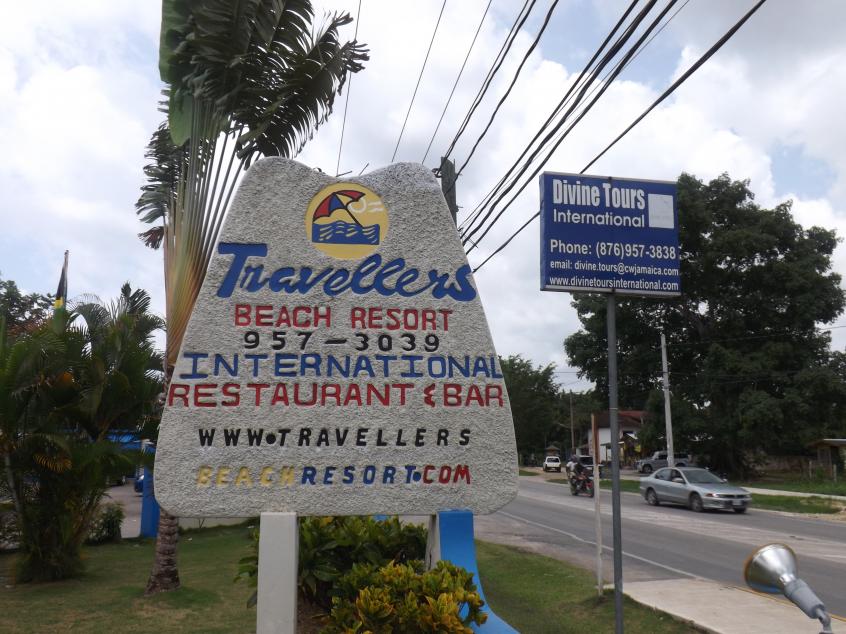 Travellers
BEACH RESORT
957-3039
INTERNATIONAL
RESTAURANT & BAR
WWW•TRAVELLERS
BEACHRESORT•COM
Divine Tours
International
Phone: (876)957-3838
email: divine.tours@cwjamaica.com
www.divinetoursinternational.com